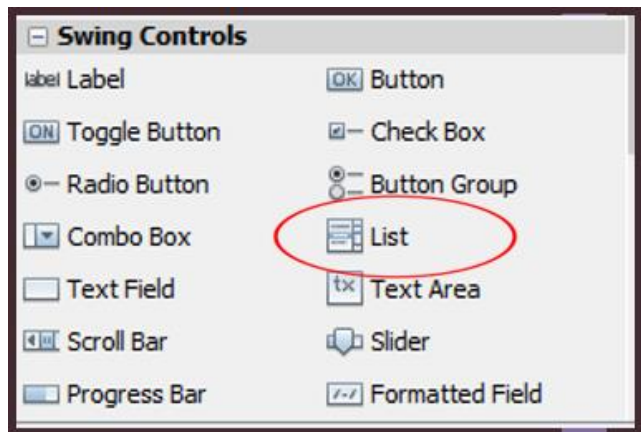 Swing Controls
label Label OK Button
ON Toggle Button Check Box
Radio Button Button Group
Combo Box List
Text Field tx Text Area
Scroll Bar Slider
Progress Bar Formatted Field